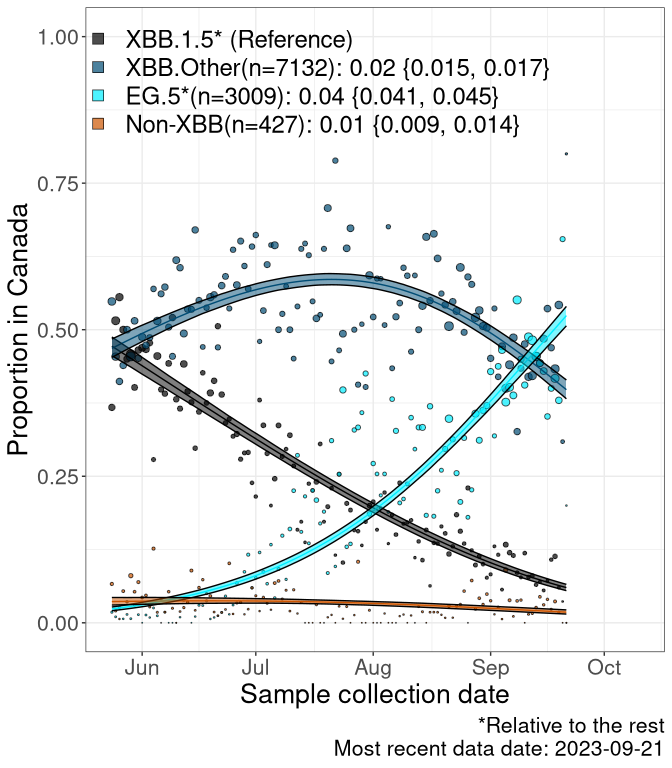 XBB.1.5* (Reference)
XBB.Other(n=7132): 0.02 {0.015, 0.017}
EG.5*(n=3009): 0.04 {0.041, 0.045}
Non-XBB(n=427): 0.01 {0.009, 0.014}
1.00
0.75
0.50
0.25
0.00
Proportion in Canada
Jun Jul Aug Sep Oct
Sample collection date
*Relative to the rest
Most recent data date: 2023-09-21